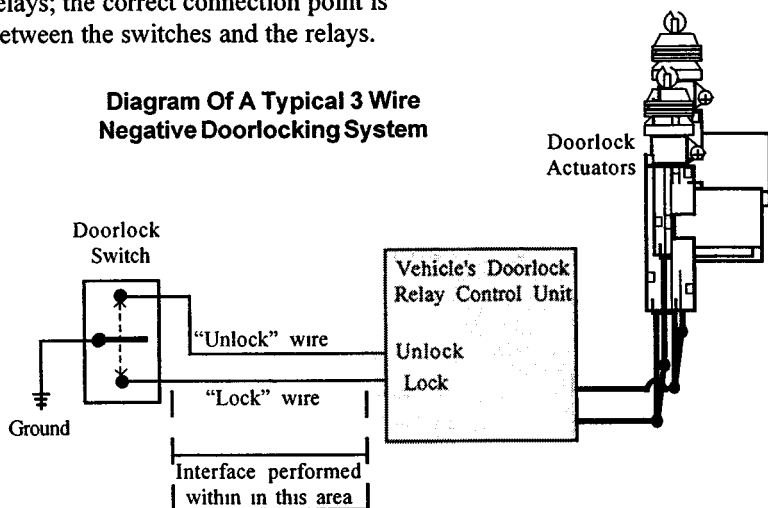 elays; the correct connection point is
etween the switches and the relays.
Diagram Of A Typical 3 Wire
Negative Doorlocking System
Doorlock
Actuators
Doorlock
Switch
Vehicle's Doorlock
Relay Control Unit
"Unlock" wire
Unlock
Lock
"Lock" wire
Ground
Interface performed
within in this area